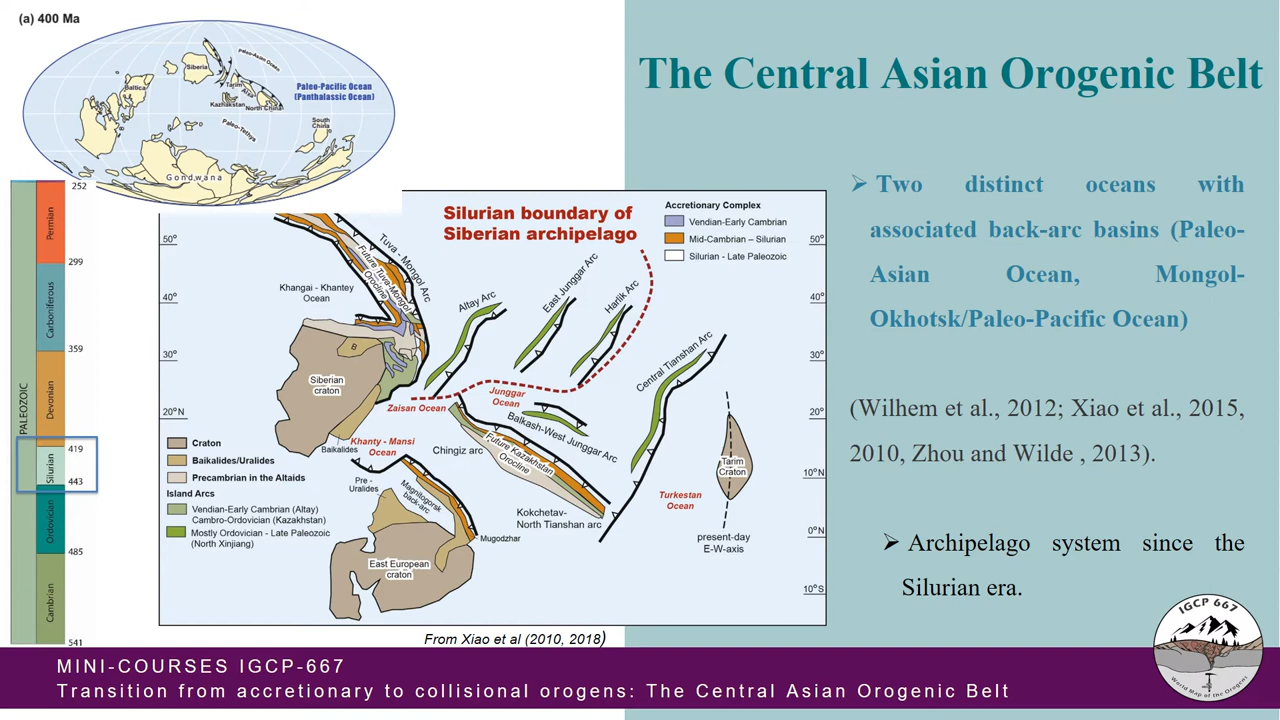 (a) 400 Ma
Siberia
Paleo-Asian Ocean
Baltica
Tarim
Kazakhstan
North China
Paleo-Pacific Ocean
(Panthalassic Ocean)
South
China
Paleo-Tethys
Gondwana
The Central Asian Orogenic Belt
PALEOZOIC
252
Permian
299
Carboniferous
359
Devonian
419
Silurian
443
Ordovician
485
Cambrian
541
Silurian boundary of
Siberian archipelago
Accretionary Complex
Vendian-Early Cambrian
Mid-Cambrian – Silurian
Silurian - Late Paleozoic
50°
40°
30°
20°N
50°
40°
30°
20°
10°N
0°N
10°S
Tuva - Mongol Arc
Future Tuva-Mongol
Orocline
Khangai - Khantey
Ocean
Altay Arc
East Junggar Arc
Harlik Arc
Central Tianshan Arc
B
Siberian
craton
Baikalides
Zaisan Ocean
Junggar
Ocean
Khanty - Mansi
Ocean
Balkash-West Junggar Arc
Chingiz arc
Future Kazakhstan
Orocline
Kokchetav-
North Tianshan arc
Pre -
Uralides
Magnitogorsk
back-arc
Mugodzhar
East European
craton
Turkestan
Ocean
Tarim
Craton
present-day
E-W-axis
Craton
Baikalides/Uralides
Precambrian in the Altaids
Island Arcs
Vendian-Early Cambrian (Altay)
Cambro-Ordovician (Kazakhstan)
Mostly Ordovician - Late Paleozoic
(North Xinjiang)
From Xiao et al (2010, 2018)
➢ Two distinct oceans with
associated back-arc basins (Paleo-
Asian Ocean, Mongol-
Okhotsk/Paleo-Pacific Ocean)
(Wilhem et al., 2012; Xiao et al., 2015,
2010, Zhou and Wilde , 2013).
➢ Archipelago system since the
Silurian era.
IGCP 667
World Map of the Orogens
MINI-COURSES IGCP-667
Transition from accretionary to collisional orogens: The Central Asian Orogenic Belt